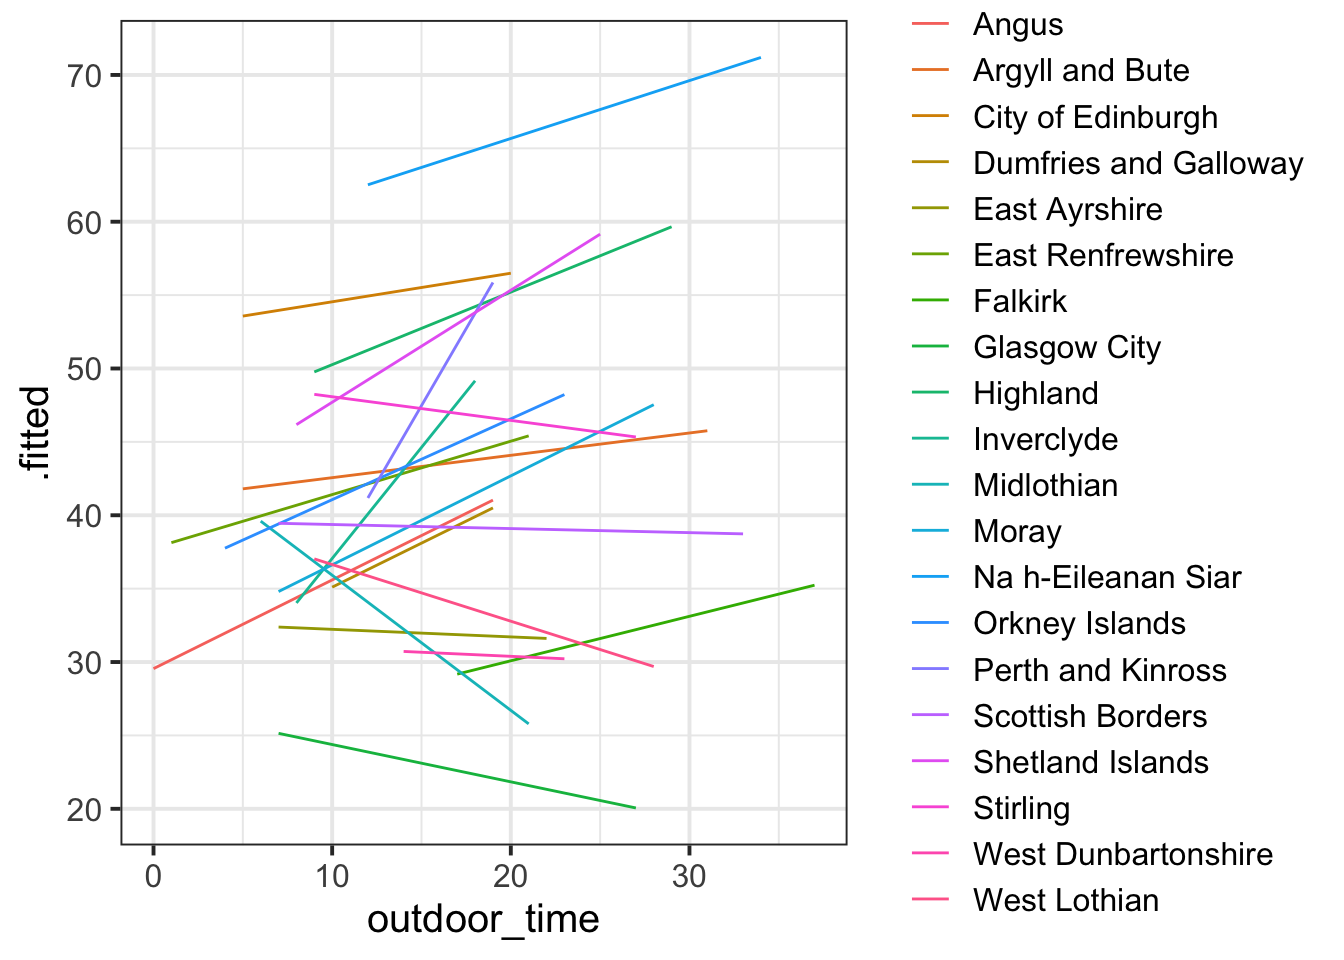 70
60
50
40
30
20
.fitted
0 10 20 30
outdoor_time
Angus
Argyll and Bute
City of Edinburgh
Dumfries and Galloway
East Ayrshire
East Renfrewshire
Falkirk
Glasgow City
Highland
Inverclyde
Midlothian
Moray
Na h-Eileanan Siar
Orkney Islands
Perth and Kinross
Scottish Borders
Shetland Islands
Stirling
West Dunbartonshire
West Lothian